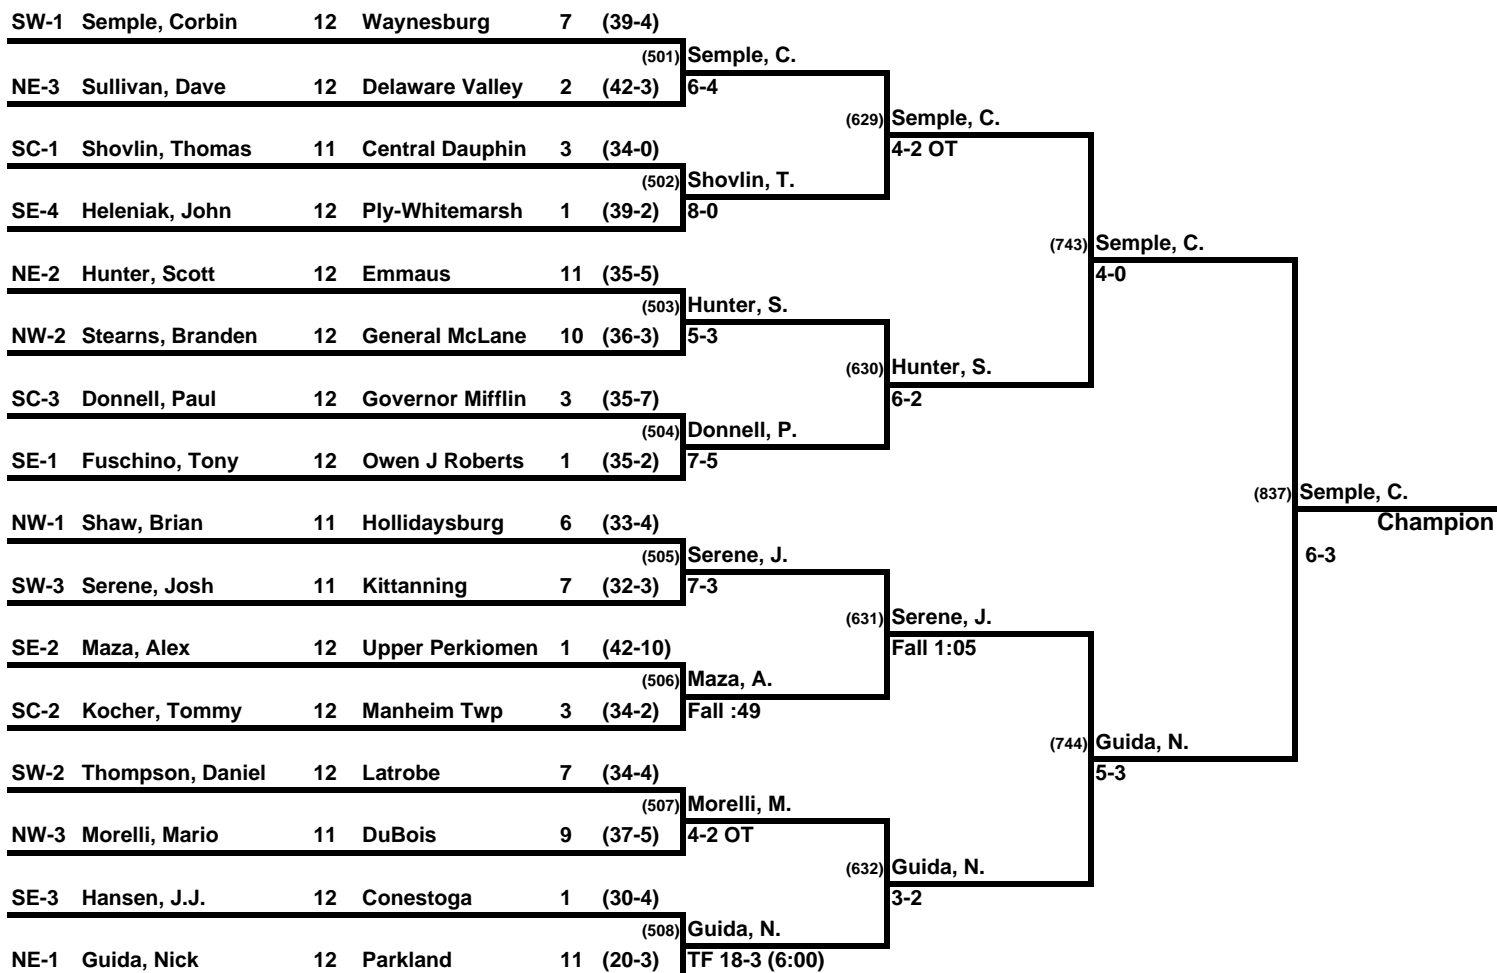 SW-1 Semple, Corbin 12 Waynesburg 7 (39-4)
(501) Semple, C.
NE-3 Sullivan, Dave 12 Delaware Valley 2 (42-3) 6-4
(629) Semple, C.
SC-1 Shovlin, Thomas 11 Central Dauphin 3 (34-0) 4-2 OT
(502) Shovlin, T.
SE-4 Heleniak, John 12 Ply-Whitemarsh 1 (39-2) 8-0
(743) Semple, C.
NE-2 Hunter, Scott 12 Emmaus 11 (35-5) 4-0
(503) Hunter, S.
NW-2 Stearns, Branden 12 General McLane 10 (36-3) 5-3
(630) Hunter, S.
SC-3 Donnell, Paul 12 Governor Mifflin 3 (35-7) 6-2
(504) Donnell, P.
SE-1 Fuschino, Tony 12 Owen J Roberts 1 (35-2) 7-5
(837) Semple, C.
NW-1 Shaw, Brian 11 Hollidaysburg 6 (33-4) Champion
(505) Serene, J. 6-3
SW-3 Serene, Josh 11 Kittanning 7 (32-3) 7-3
(631) Serene, J.
SE-2 Maza, Alex 12 Upper Perkiomen 1 (42-10) Fall 1:05
(506) Maza, A.
SC-2 Kocher, Tommy 12 Manheim Twp 3 (34-2) Fall :49
(744) Guida, N.
SW-2 Thompson, Daniel 12 Latrobe 7 (34-4) 5-3
(507) Morelli, M.
NW-3 Morelli, Mario 11 DuBois 9 (37-5) 4-2 OT
(632) Guida, N.
SE-3 Hansen, J.J. 12 Conestoga 1 (30-4) 3-2
(508) Guida, N.
NE-1 Guida, Nick 12 Parkland 11 (20-3) TF 18-3 (6:00)